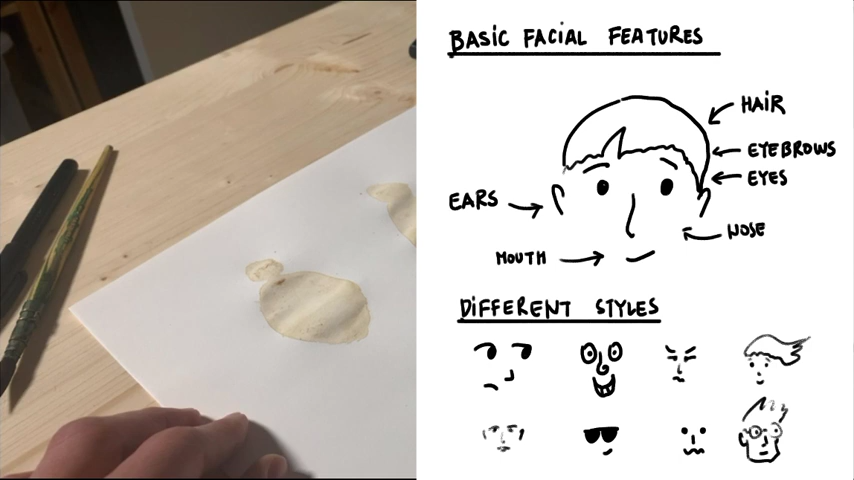 BASIC FACIAL FEATURES
HAIR
EYEBROWS
EYES
EARS
NOSE
MOUTH
DIFFERENT STYLES